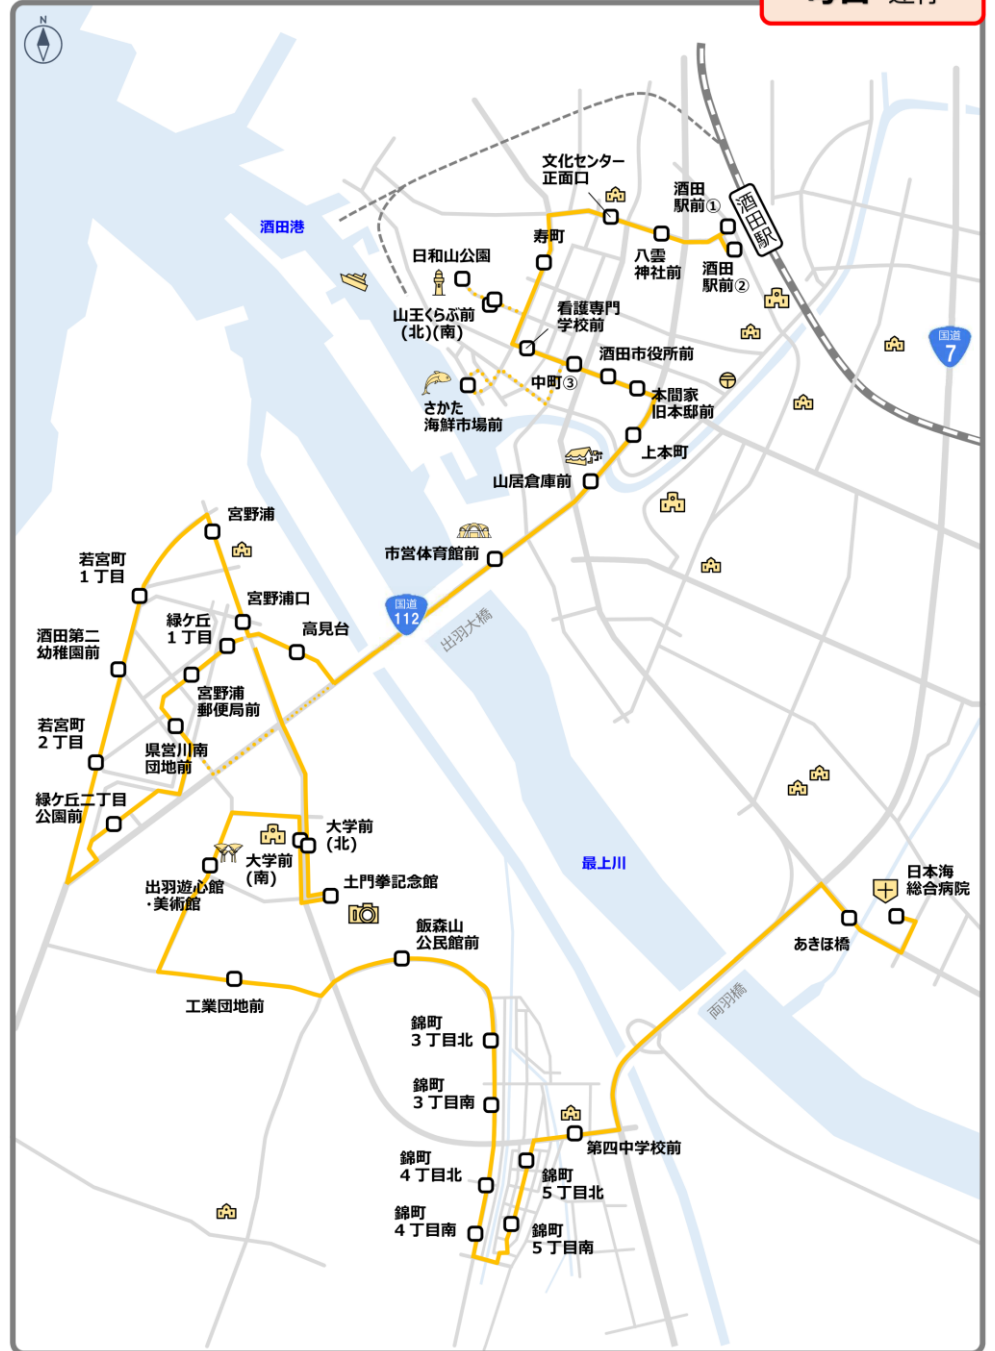 毎日 運行
N
文化センター
正面口
酒田
駅前①
酒田駅
酒田港
寿町
日和山公園
八雲
神社前
酒田
駅前②
山王くらぶ前
(北)(南)
看護専門
学校前
国道
7
酒田市役所前
中町③
本間家
旧本邸前
さかた
海鮮市場前
上本町
山居倉庫前
宮野浦
市営体育館前
若宮町
1丁目
宮野浦口
国道
112
緑ケ丘
1丁目
高見台
出羽大橋
酒田第二
幼稚園前
宮野浦
郵便局前
若宮町
2丁目
県営川南
団地前
緑ケ丘二丁目
公園前
大学前
(北)
大学前
(南)
最上川
出羽遊心館
・美術館
土門拳記念館
日本海
総合病院
飯森山
公民館前
あきほ橋
工業団地前
両羽橋
錦町
3丁目北
錦町
3丁目南
第四中学校前
錦町
4丁目北
錦町
5丁目北
錦町
4丁目南
錦町
5丁目南